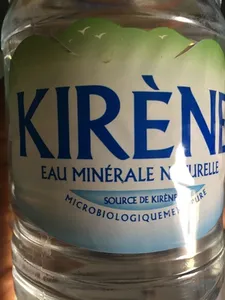 KIRÈNE
EAU MINÉRALE NATURELLE
SOURCE DE KIRÈNE
MICROBIOLOGIQUEMENT PURE